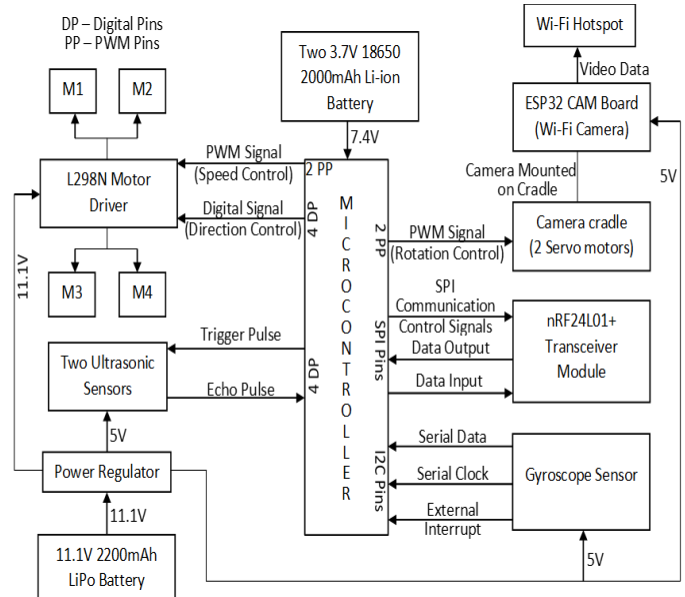 DP – Digital Pins
PP – PWM Pins
M1
M2
L298N Motor
Driver
M3
M4
11.1V
PWM Signal
(Speed Control)
Digital Signal
(Direction Control)
Two 3.7V 18650
2000mAh Li-ion
Battery
7.4V
2 PP
4 DP
4 DP
MICROCONTROLLER
2 PP
SPI Pins
I2C Pins
Wi-Fi Hotspot
Video Data
ESP32 CAM Board
(Wi-Fi Camera)
Camera Mounted
on Cradle
5V
PWM Signal
(Rotation Control)
Camera cradle
(2 Servo motors)
SPI
Communication
Control Signals
Data Output
Data Input
nRF24L01+
Transceiver
Module
Trigger Pulse
Echo Pulse
Two Ultrasonic
Sensors
5V
Serial Data
Serial Clock
External
Interrupt
Gyroscope Sensor
5V
Power Regulator
11.1V
11.1V 2200mAh
LiPo Battery